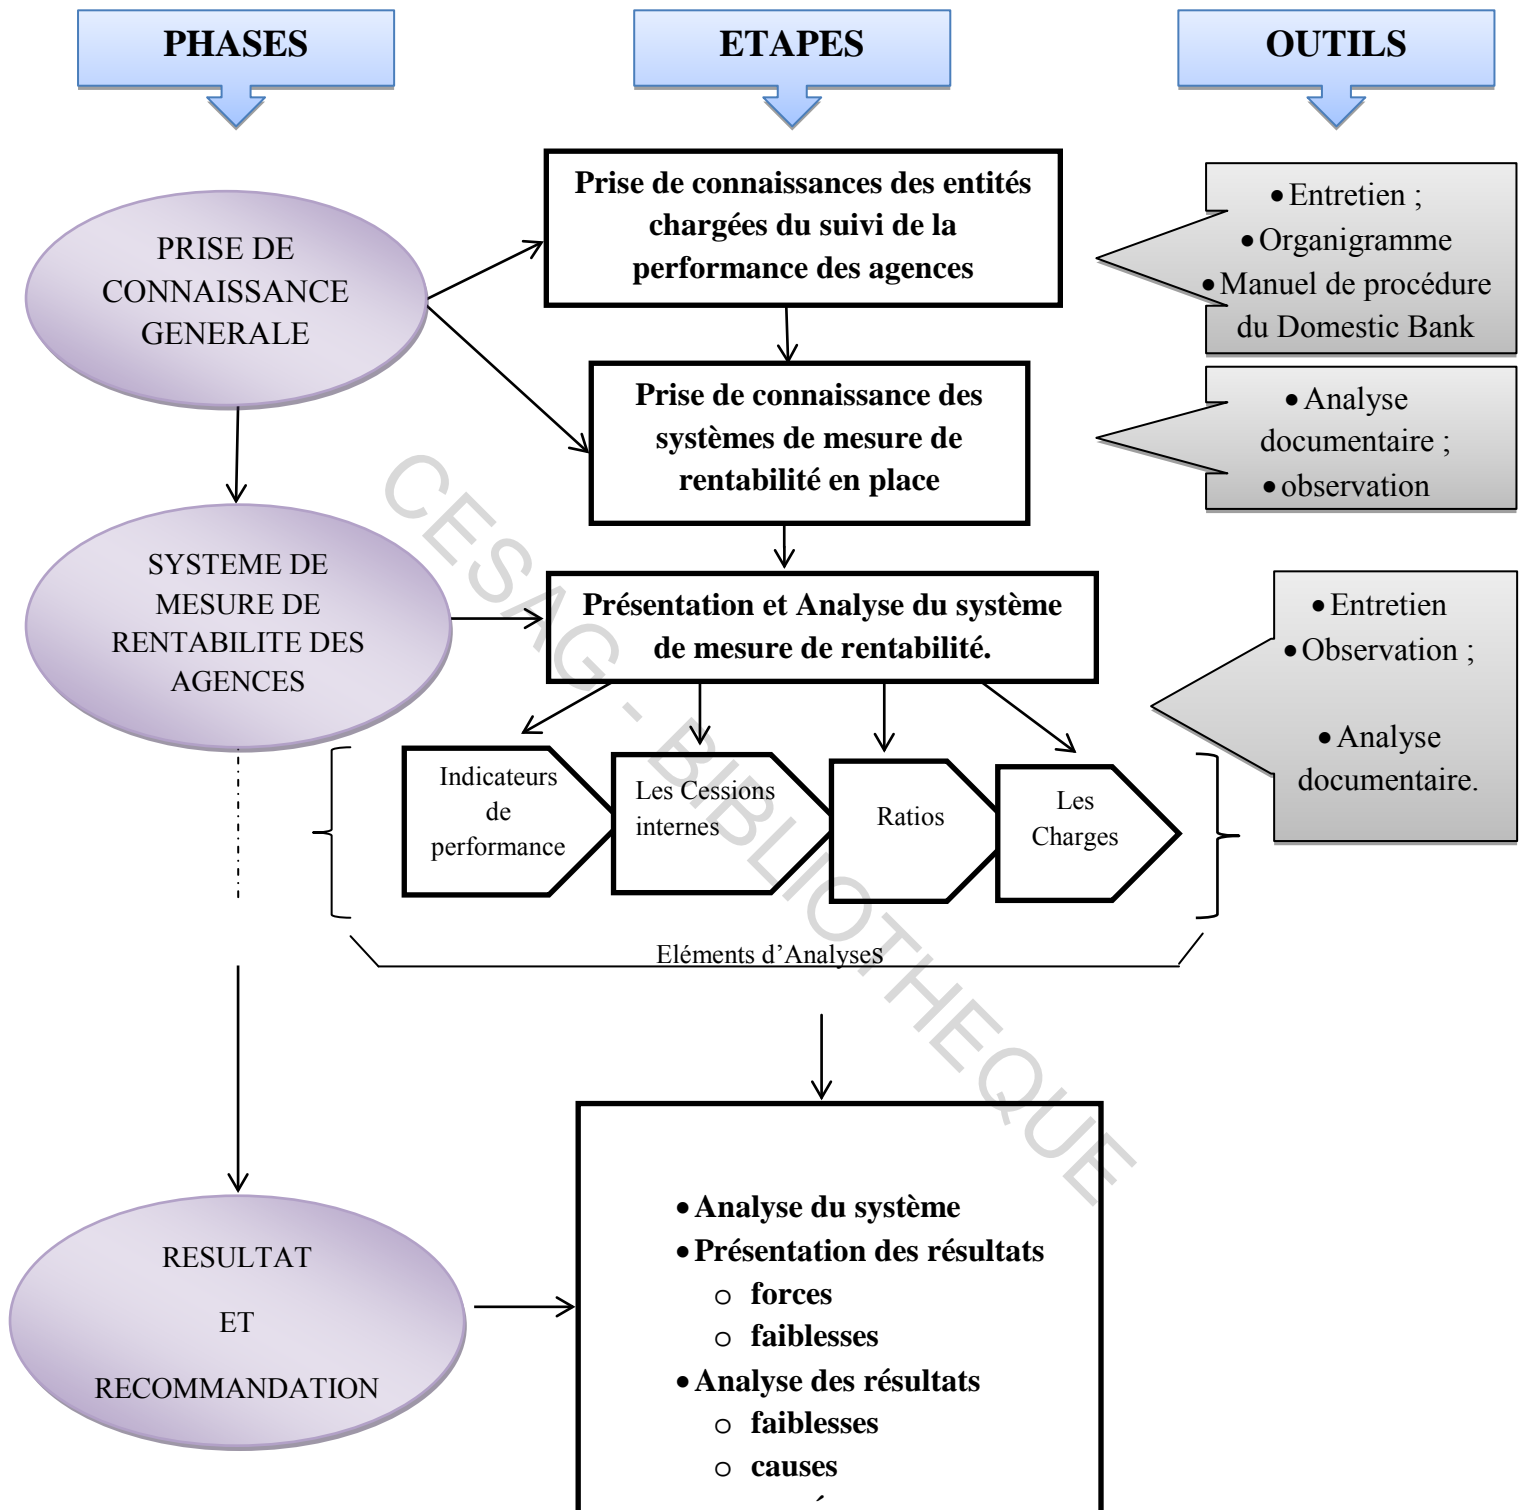 PHASES
ETAPES
OUTILS
PRISE DE
CONNAISSANCE
GENERALE
Prise de connaissances des entités
chargées du suivi de la
performance des agences
• Entretien ;
• Organigramme
• Manuel de procédure
du Domestic Bank
Prise de connaissance des
systèmes de mesure de
rentabilité en place
• Analyse
documentaire ;
• observation
SYSTEME DE
MESURE DE
RENTABILITE DES
AGENCES
Présentation et Analyse du système
de mesure de rentabilité.
• Entretien
• Observation ;
• Analyse
documentaire.
Indicateurs
de
performance
Les Cessions
internes
Ratios
Les
Charges
Eléments d’Analyses
RESULTAT
ET
RECOMMANDATION
• Analyse du système
• Présentation des résultats
o forces
o faiblesses
• Analyse des résultats
o faiblesses
o causes
CESAG - BIBLIOTHEQUE